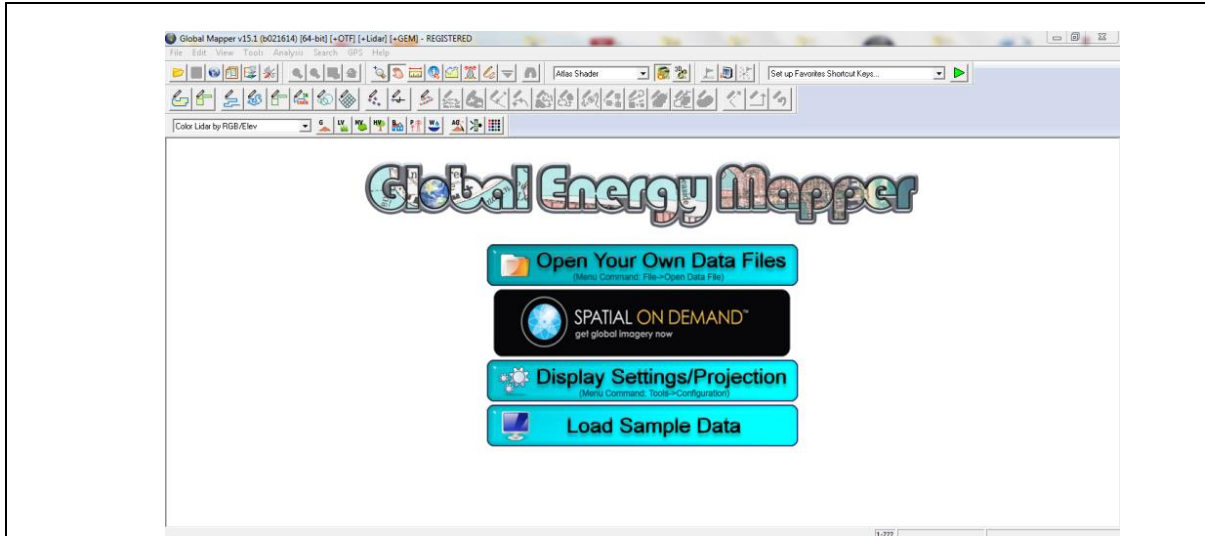 Global Mapper v15.1 (b021614) [64-bit] [+OTF] [+Lidar] [+GEM] - REGISTERED
File Edit View Tools Analysis Search GPS Help
Atlas Shader
Set up Favorites Shortcut Keys...
Color Lidar by RGB/Elev
Global Energy Mapper
Open Your Own Data Files
(Menu Command: File->Open Data File)
SPATIAL ON DEMAND™
get global imagery now
Display Settings/Projection
(Menu Command: Tools->Configuration)
Load Sample Data
1:???